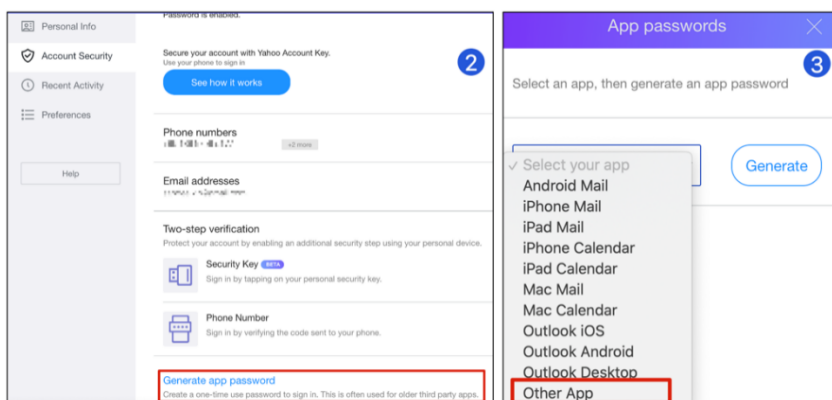 Personal Info
Account Security
Recent Activity
Preferences
Help
Password is enabled.
Secure your account with Yahoo Account Key.
Use your phone to sign in
See how it works
2
Phone numbers
+2 more
Email addresses
Two-step verification
Protect your account by enabling an additional security step using your personal device.
Security Key BETA
Sign in by tapping on your personal security key.
Phone Number
Sign in by verifying the code sent to your phone.
Generate app password
Create a one-time use password to sign in. This is often used for older third party apps.
App passwords
3
Select an app, then generate an app password
✓ Select your app
Generate
Android Mail
iPhone Mail
iPad Mail
iPhone Calendar
iPad Calendar
Mac Mail
Mac Calendar
Outlook iOS
Outlook Android
Outlook Desktop
Other App